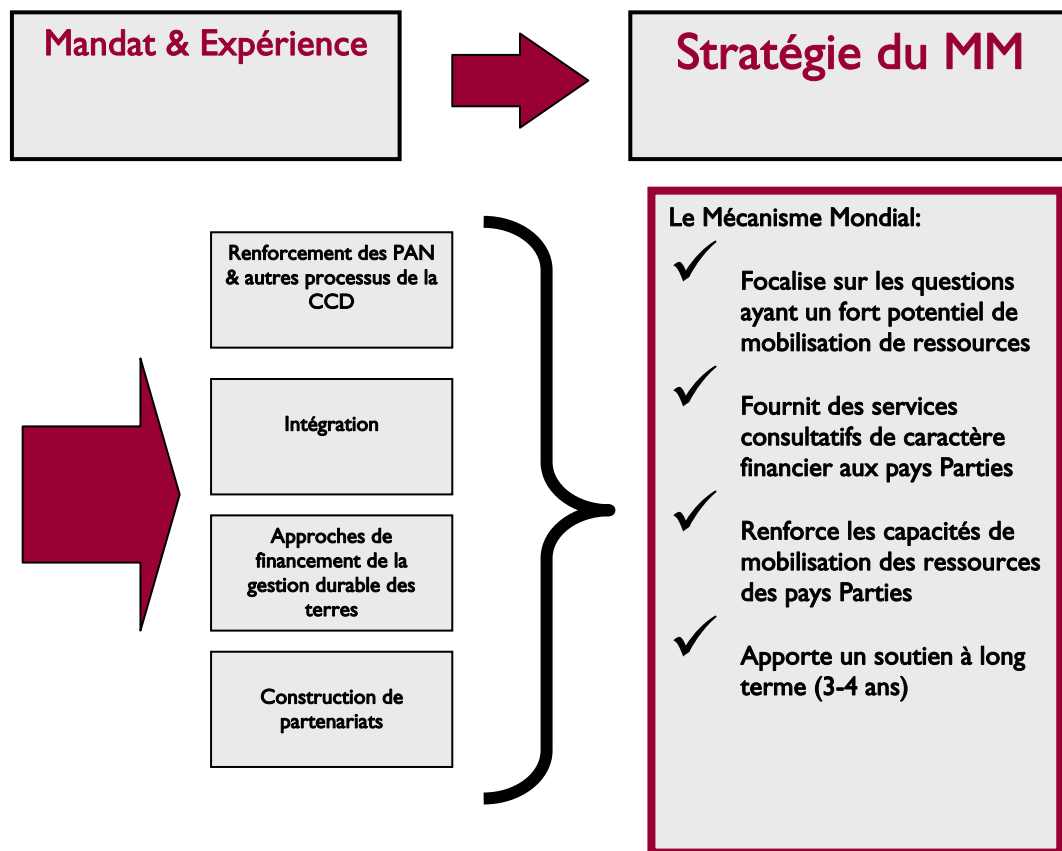 Mandat & Expérience
Stratégie du MM
Renforcement des PAN
& autres processus de la
CCD
Intégration
Approches de
financement de la
gestion durable des
terres
Construction de
partenariats
Le Mécanisme Mondial:
Focalise sur les questions
ayant un fort potentiel de
mobilisation de ressources
Fournit des services
consultatifs de caractère
financier aux pays Parties
Renforce les capacités de
mobilisation des ressources
des pays Parties
Apporte un soutien à long
terme (3-4 ans)